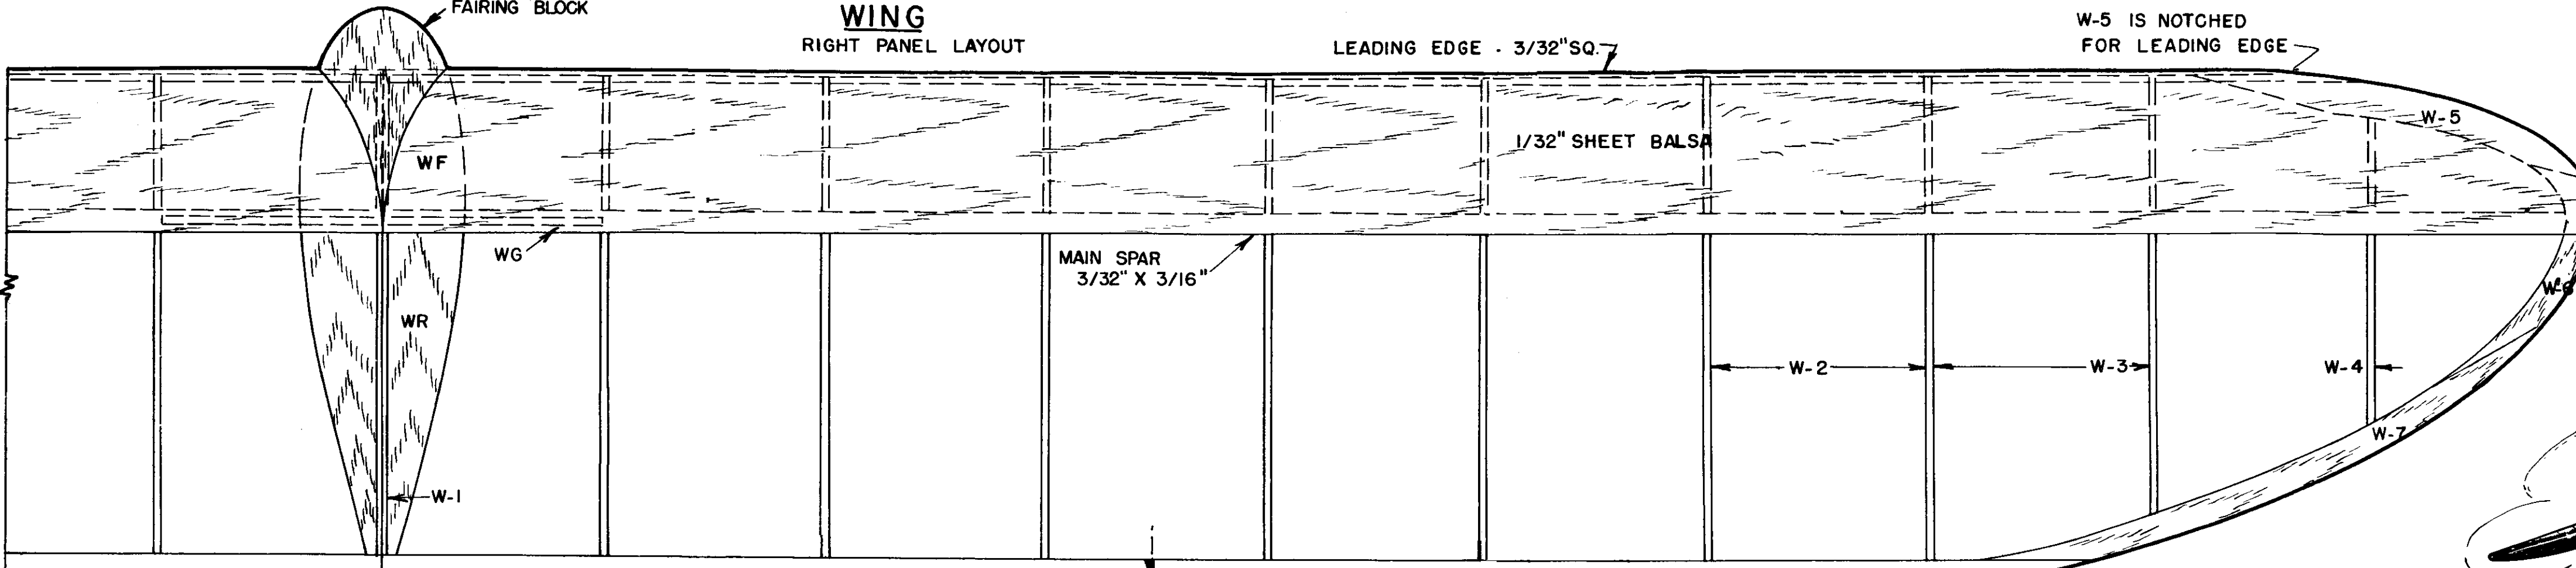 FAIRING BLOCK
WING
RIGHT PANEL LAYOUT
LEADING EDGE - 3/32" SQ.
W-5 IS NOTCHED
FOR LEADING EDGE
W-5
1/32" SHEET BALSA
WF
WG
MAIN SPAR
3/32" X 3/16"
W-6
WR
W-2
W-3
W-4
W-7
W-1